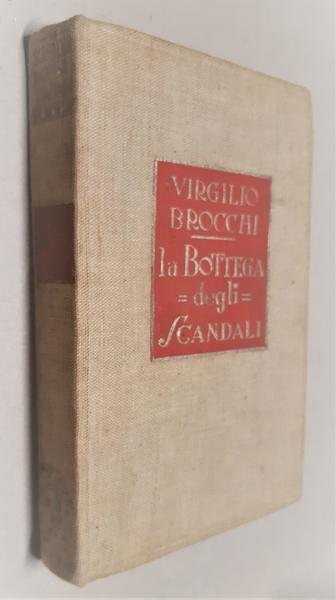 VIRGILIO
BROCCHI
la BOTTEGA
= degli =
SCANDALI